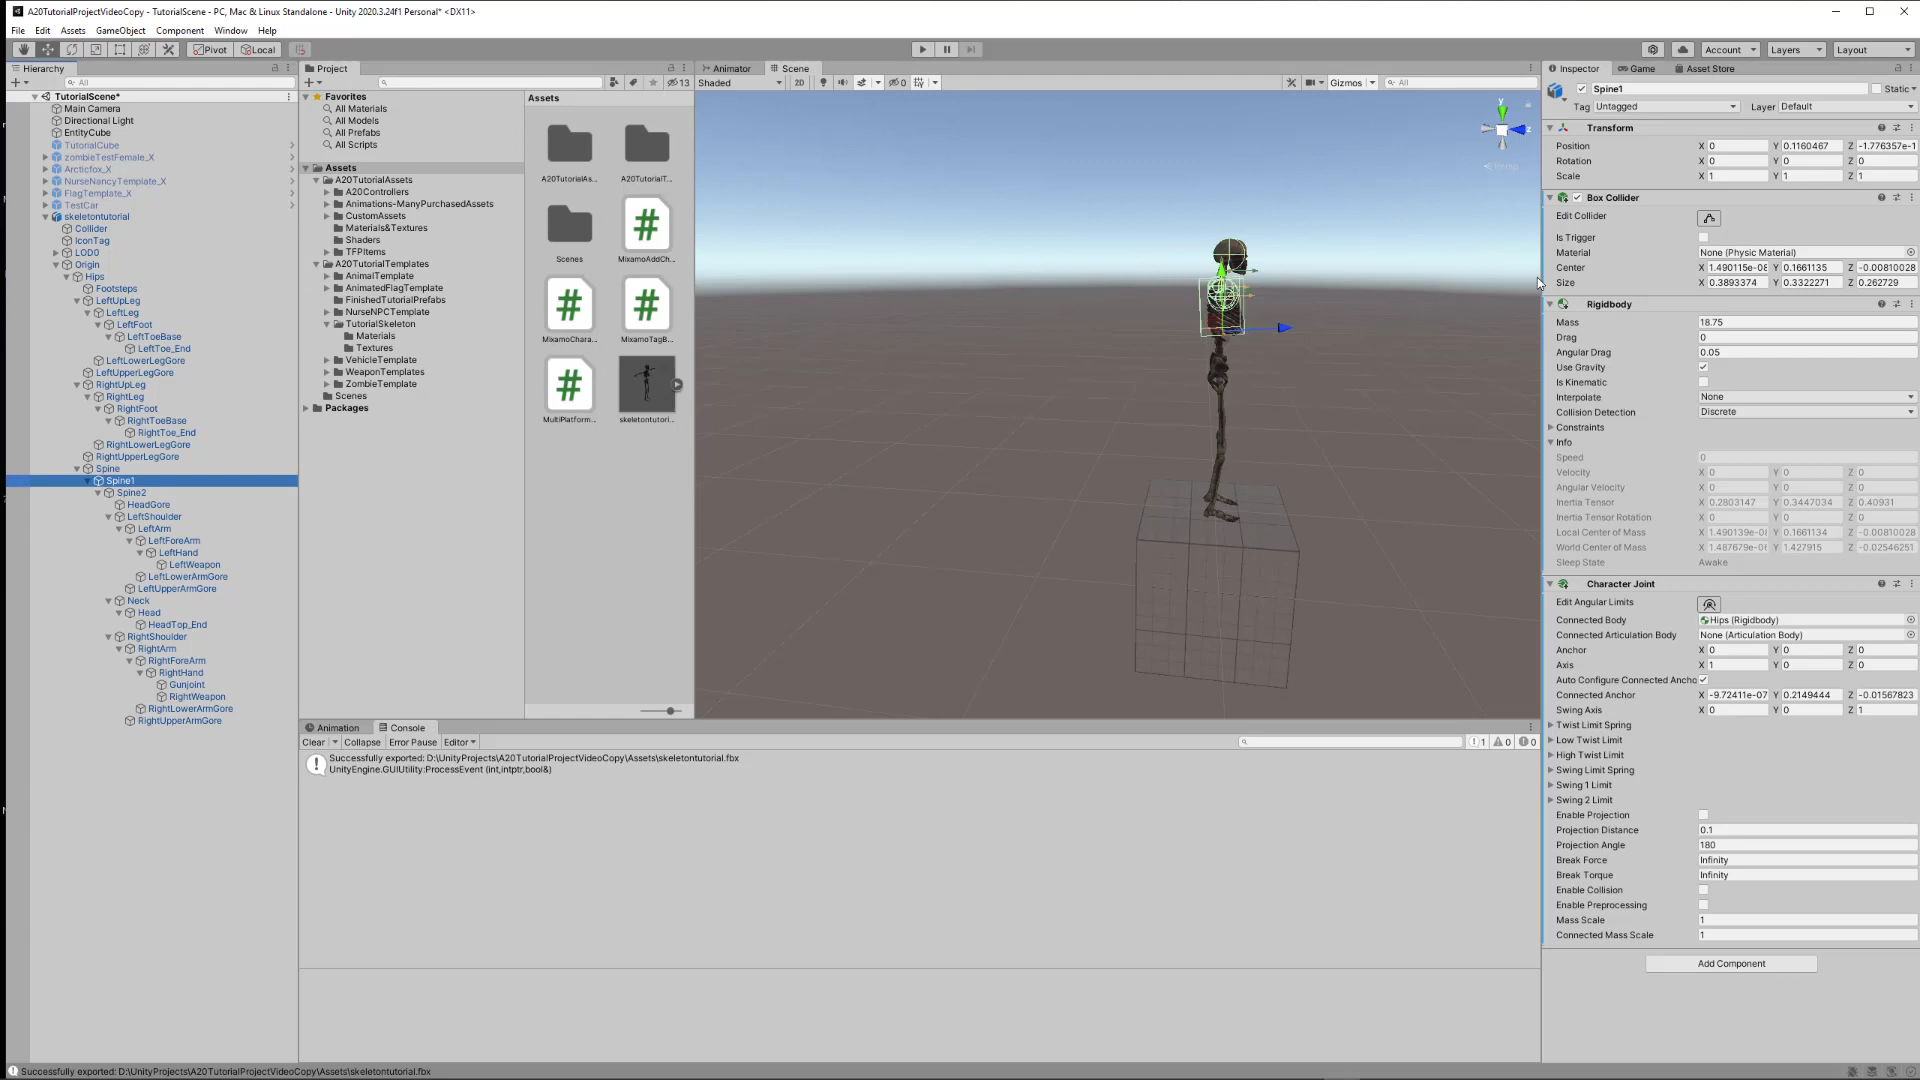 A20TutorialProjectVideoCopy - TutorialScene - PC, Mac & Linux Standalone - Unity 2020.3.24f1 Personal* <DX11>
File Edit Assets GameObject Component Window Help
Pivot Local Account Layers Layout
Hierarchy
All
TutorialScene*
Main Camera
Directional Light
EntityCube
TutorialCube
zombieTestFemale_X
Arcticfox_X
NurseNancyTemplate_X
FlagTemplate_X
TestCar
skeletontutorial
Collider
IconTag
LOD0
Origin
Hips
Footsteps
LeftUpLeg
LeftLeg
LeftFoot
LeftToeBase
LeftToe_End
LeftLowerLegGore
LeftUpperLegGore
RightUpLeg
RightLeg
RightFoot
RightToeBase
RightToe_End
RightLowerLegGore
RightUpperLegGore
Spine
Spine1
Spine2
HeadGore
LeftShoulder
LeftArm
LeftForeArm
LeftHand
LeftWeapon
LeftLowerArmGore
LeftUpperArmGore
Neck
Head
HeadTop_End
RightShoulder
RightArm
RightForeArm
RightHand
Gunjoint
RightWeapon
RightLowerArmGore
RightUpperArmGore
Project
13
Favorites
All Materials
All Models
All Prefabs
All Scripts
Assets
A20TutorialAssets
A20Controllers
Animations-ManyPurchasedAssets
CustomAssets
Materials&Textures
Shaders
TFPItems
A20TutorialTemplates
AnimalTemplate
AnimatedFlagTemplate
FinishedTutorialPrefabs
NurseNPCTemplate
TutorialSkeleton
Materials
Textures
VehicleTemplate
WeaponTemplates
ZombieTemplate
Scenes
Packages
Assets
A20TutorialAs... A20TutorialT...
Scenes MixamoAddCh...
MixamoChara... MixamoTagB...
MultiPlatform... skeletontutori...
Animator Scene
Shaded 2D 0 Gizmos All
y
z
Persp
Animation Console
Clear Collapse Error Pause Editor 1 0 0
Successfully exported: D:\UnityProjects\A20TutorialProjectVideoCopy\Assets\skeletontutorial.fbx
UnityEngine.GUIUtility:ProcessEvent (int,intptr,bool&)
Inspector Game Asset Store
Spine1 Static
Tag Untagged Layer Default
Transform
Position X 0 Y 0.1160467 Z -1.776357e-1
Rotation X 0 Y 0 Z 0
Scale X 1 Y 1 Z 1
Box Collider
Edit Collider
Is Trigger
Material None (Physic Material)
Center X 1.490115e-08 Y 0.1661135 Z -0.00810028
Size X 0.3893374 Y 0.3322271 Z 0.262729
Rigidbody
Mass 18.75
Drag 0
Angular Drag 0.05
Use Gravity
Is Kinematic
Interpolate None
Collision Detection Discrete
Constraints
Info
Speed 0
Velocity X 0 Y 0 Z 0
Angular Velocity X 0 Y 0 Z 0
Inertia Tensor X 0.2803147 Y 0.3447034 Z 0.40931
Inertia Tensor Rotation X 0 Y 0 Z 0
Local Center of Mass X 1.490139e-08 Y 0.1661134 Z -0.00810028
World Center of Mass X 1.487679e-08 Y 1.427915 Z -0.02546251
Sleep State Awake
Character Joint
Edit Angular Limits
Connected Body Hips (Rigidbody)
Connected Articulation Body None (Articulation Body)
Anchor X 0 Y 0 Z 0
Axis X 1 Y 0 Z 0
Auto Configure Connected Ancho
Connected Anchor X -9.72411e-07 Y 0.2149444 Z -0.01567823
Swing Axis X 0 Y 0 Z 1
Twist Limit Spring
Low Twist Limit
High Twist Limit
Swing Limit Spring
Swing 1 Limit
Swing 2 Limit
Enable Projection
Projection Distance 0.1
Projection Angle 180
Break Force Infinity
Break Torque Infinity
Enable Collision
Enable Preprocessing
Mass Scale 1
Connected Mass Scale 1
Add Component
Successfully exported: D:\UnityProjects\A20TutorialProjectVideoCopy\Assets\skeletontutorial.fbx